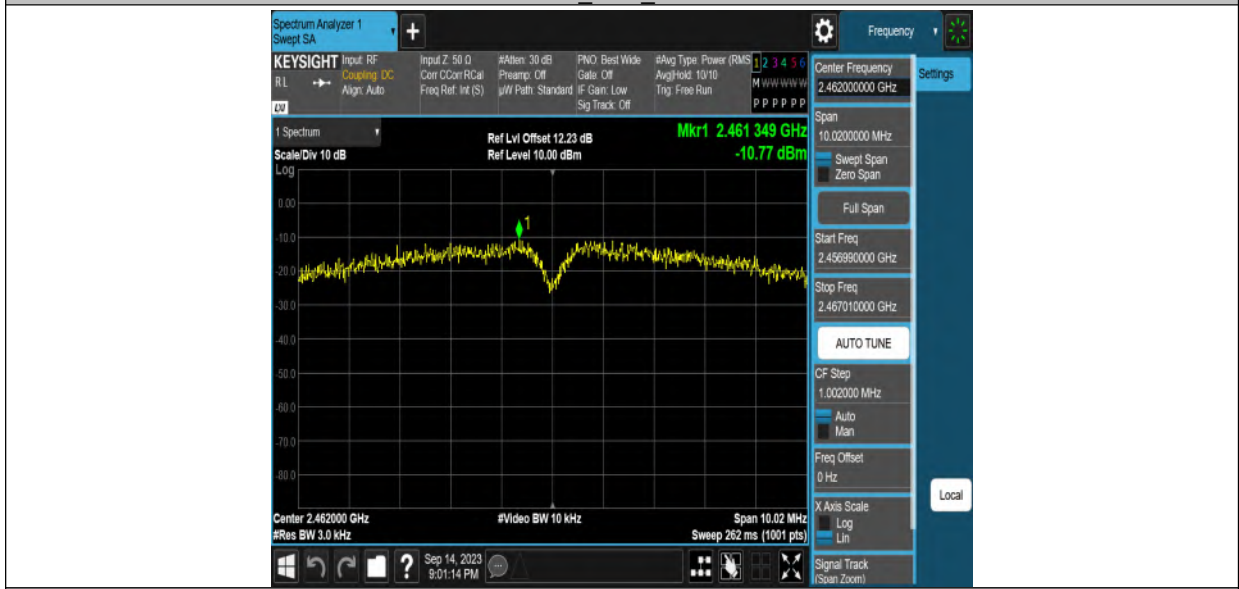 Spectrum Analyzer 1
Swept SA
+
Frequency
KEYSIGHT
RL
LXI
Input: RF
Coupling: DC
Align: Auto
Input Z: 50 Ω
Corr CCorr RCal
Freq Ref: Int (S)
#Atten: 30 dB
Preamp: Off
µW Path: Standard
PNO: Best Wide
Gate: Off
IF Gain: Low
Sig Track: Off
#Avg Type: Power (RMS
Avg|Hold: 10/10
Trig: Free Run
1 2 3 4 5 6
M W W W W W
P P P P P P
1 Spectrum
Scale/Div 10 dB
Log
Ref Lvl Offset 12.23 dB
Ref Level 10.00 dBm
Mkr1 2.461 349 GHz
-10.77 dBm
1
0.00
-10.0
-20.0
-30.0
-40.0
-50.0
-60.0
-70.0
-80.0
Center 2.462000 GHz
#Res BW 3.0 kHz
#Video BW 10 kHz
Span 10.02 MHz
Sweep 262 ms (1001 pts)
Center Frequency
2.462000000 GHz
Settings
Span
10.0200000 MHz
Swept Span
Zero Span
Full Span
Start Freq
2.456990000 GHz
Stop Freq
2.467010000 GHz
AUTO TUNE
CF Step
1.002000 MHz
Auto
Man
Freq Offset
0 Hz
X Axis Scale
Log
Lin
Signal Track
(Span Zoom)
Local
?
Sep 14, 2023
9:01:14 PM